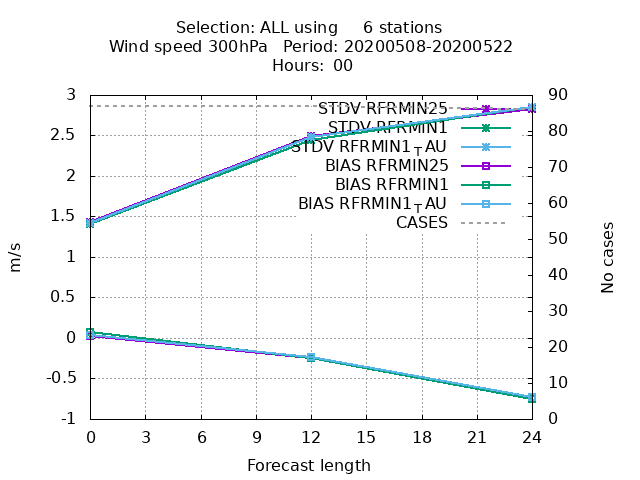 Selection: ALL using     6 stations
Wind speed 300hPa   Period: 20200508-20200522
Hours:  00
3
2.5
2
1.5
1
0.5
0
-0.5
-1
m/s
90
80
70
60
50
40
30
20
10
0
No cases
STDV RFRMIN25
STDV RFRMIN1
STDV RFRMIN1TAU
BIAS RFRMIN25
BIAS RFRMIN1
BIAS RFRMIN1TAU
CASES
0 3 6 9 12 15 18 21 24
Forecast length